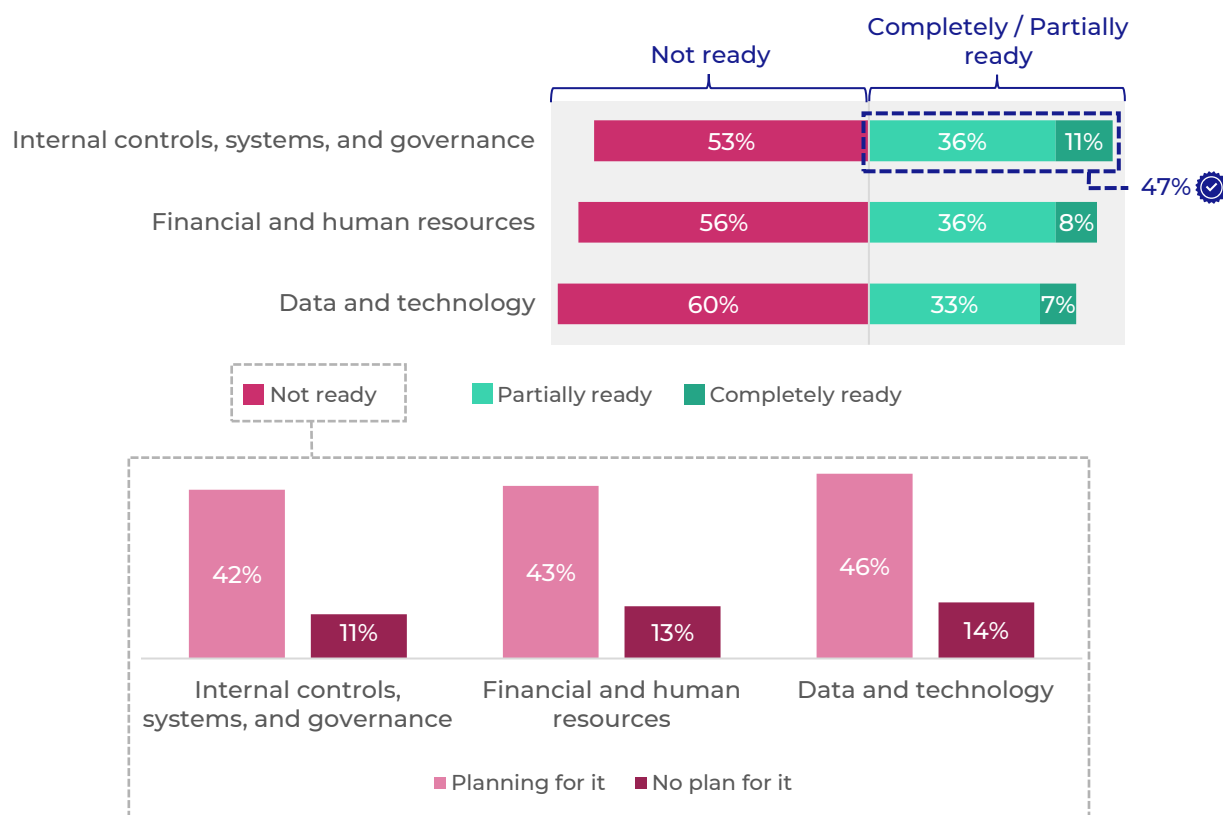 Completely / Partially
ready
Not ready
Internal controls, systems, and governance
53%
36%
11%
47%
Financial and human resources
56%
36%
8%
Data and technology
60%
33%
7%
Not ready
Partially ready
Completely ready
42%
11%
43%
13%
46%
14%
Internal controls,
systems, and governance
Financial and human
resources
Data and technology
Planning for it
No plan for it